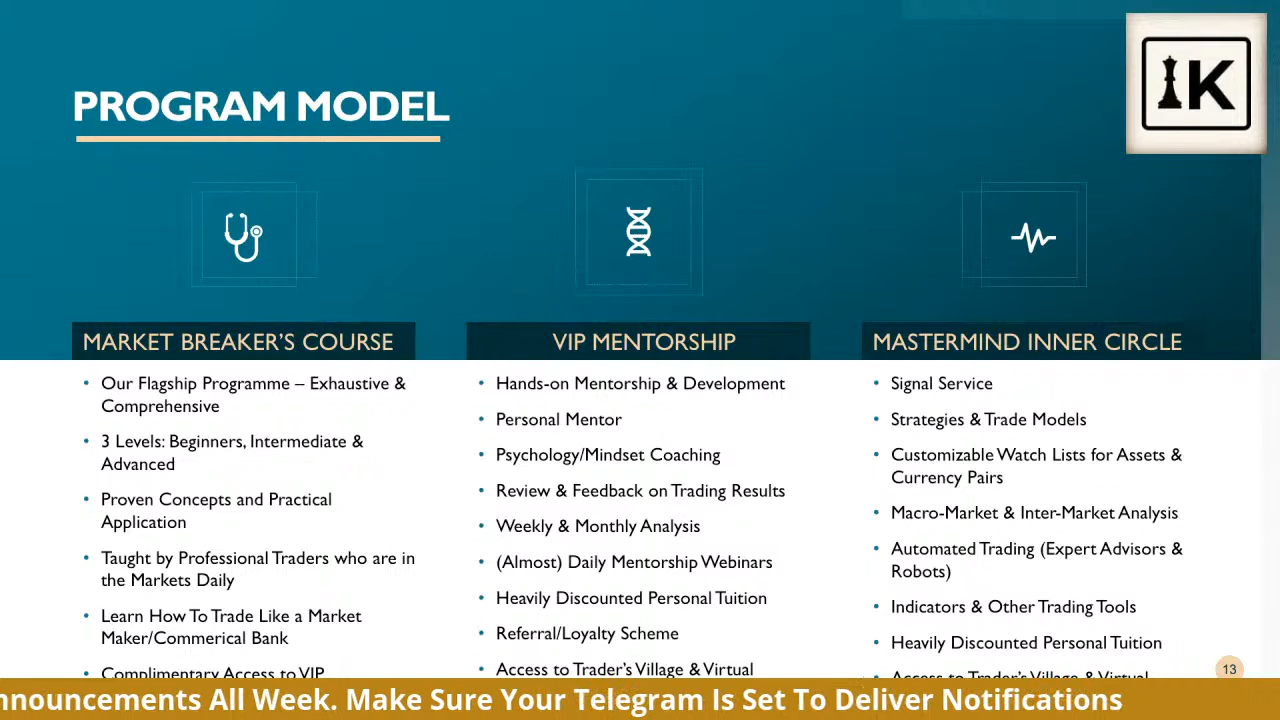 PROGRAM MODEL
K
MARKET BREAKER'S COURSE
Our Flagship Programme – Exhaustive &
Comprehensive
3 Levels: Beginners, Intermediate &
Advanced
Proven Concepts and Practical
Application
Taught by Professional Traders who are in
the Markets Daily
Learn How To Trade Like a Market
Maker/Commerical Bank
Complimentary Access to VIP
VIP MENTORSHIP
Hands-on Mentorship & Development
Personal Mentor
Psychology/Mindset Coaching
Review & Feedback on Trading Results
Weekly & Monthly Analysis
(Almost) Daily Mentorship Webinars
Heavily Discounted Personal Tuition
Referral/Loyalty Scheme
Access to Trader's Village & Virtual
MASTERMIND INNER CIRCLE
Signal Service
Strategies & Trade Models
Customizable Watch Lists for Assets &
Currency Pairs
Macro-Market & Inter-Market Analysis
Automated Trading (Expert Advisors &
Robots)
Indicators & Other Trading Tools
Heavily Discounted Personal Tuition
Access to Trader's Village & Virtual
13
nnouncements All Week. Make Sure Your Telegram Is Set To Deliver Notifications